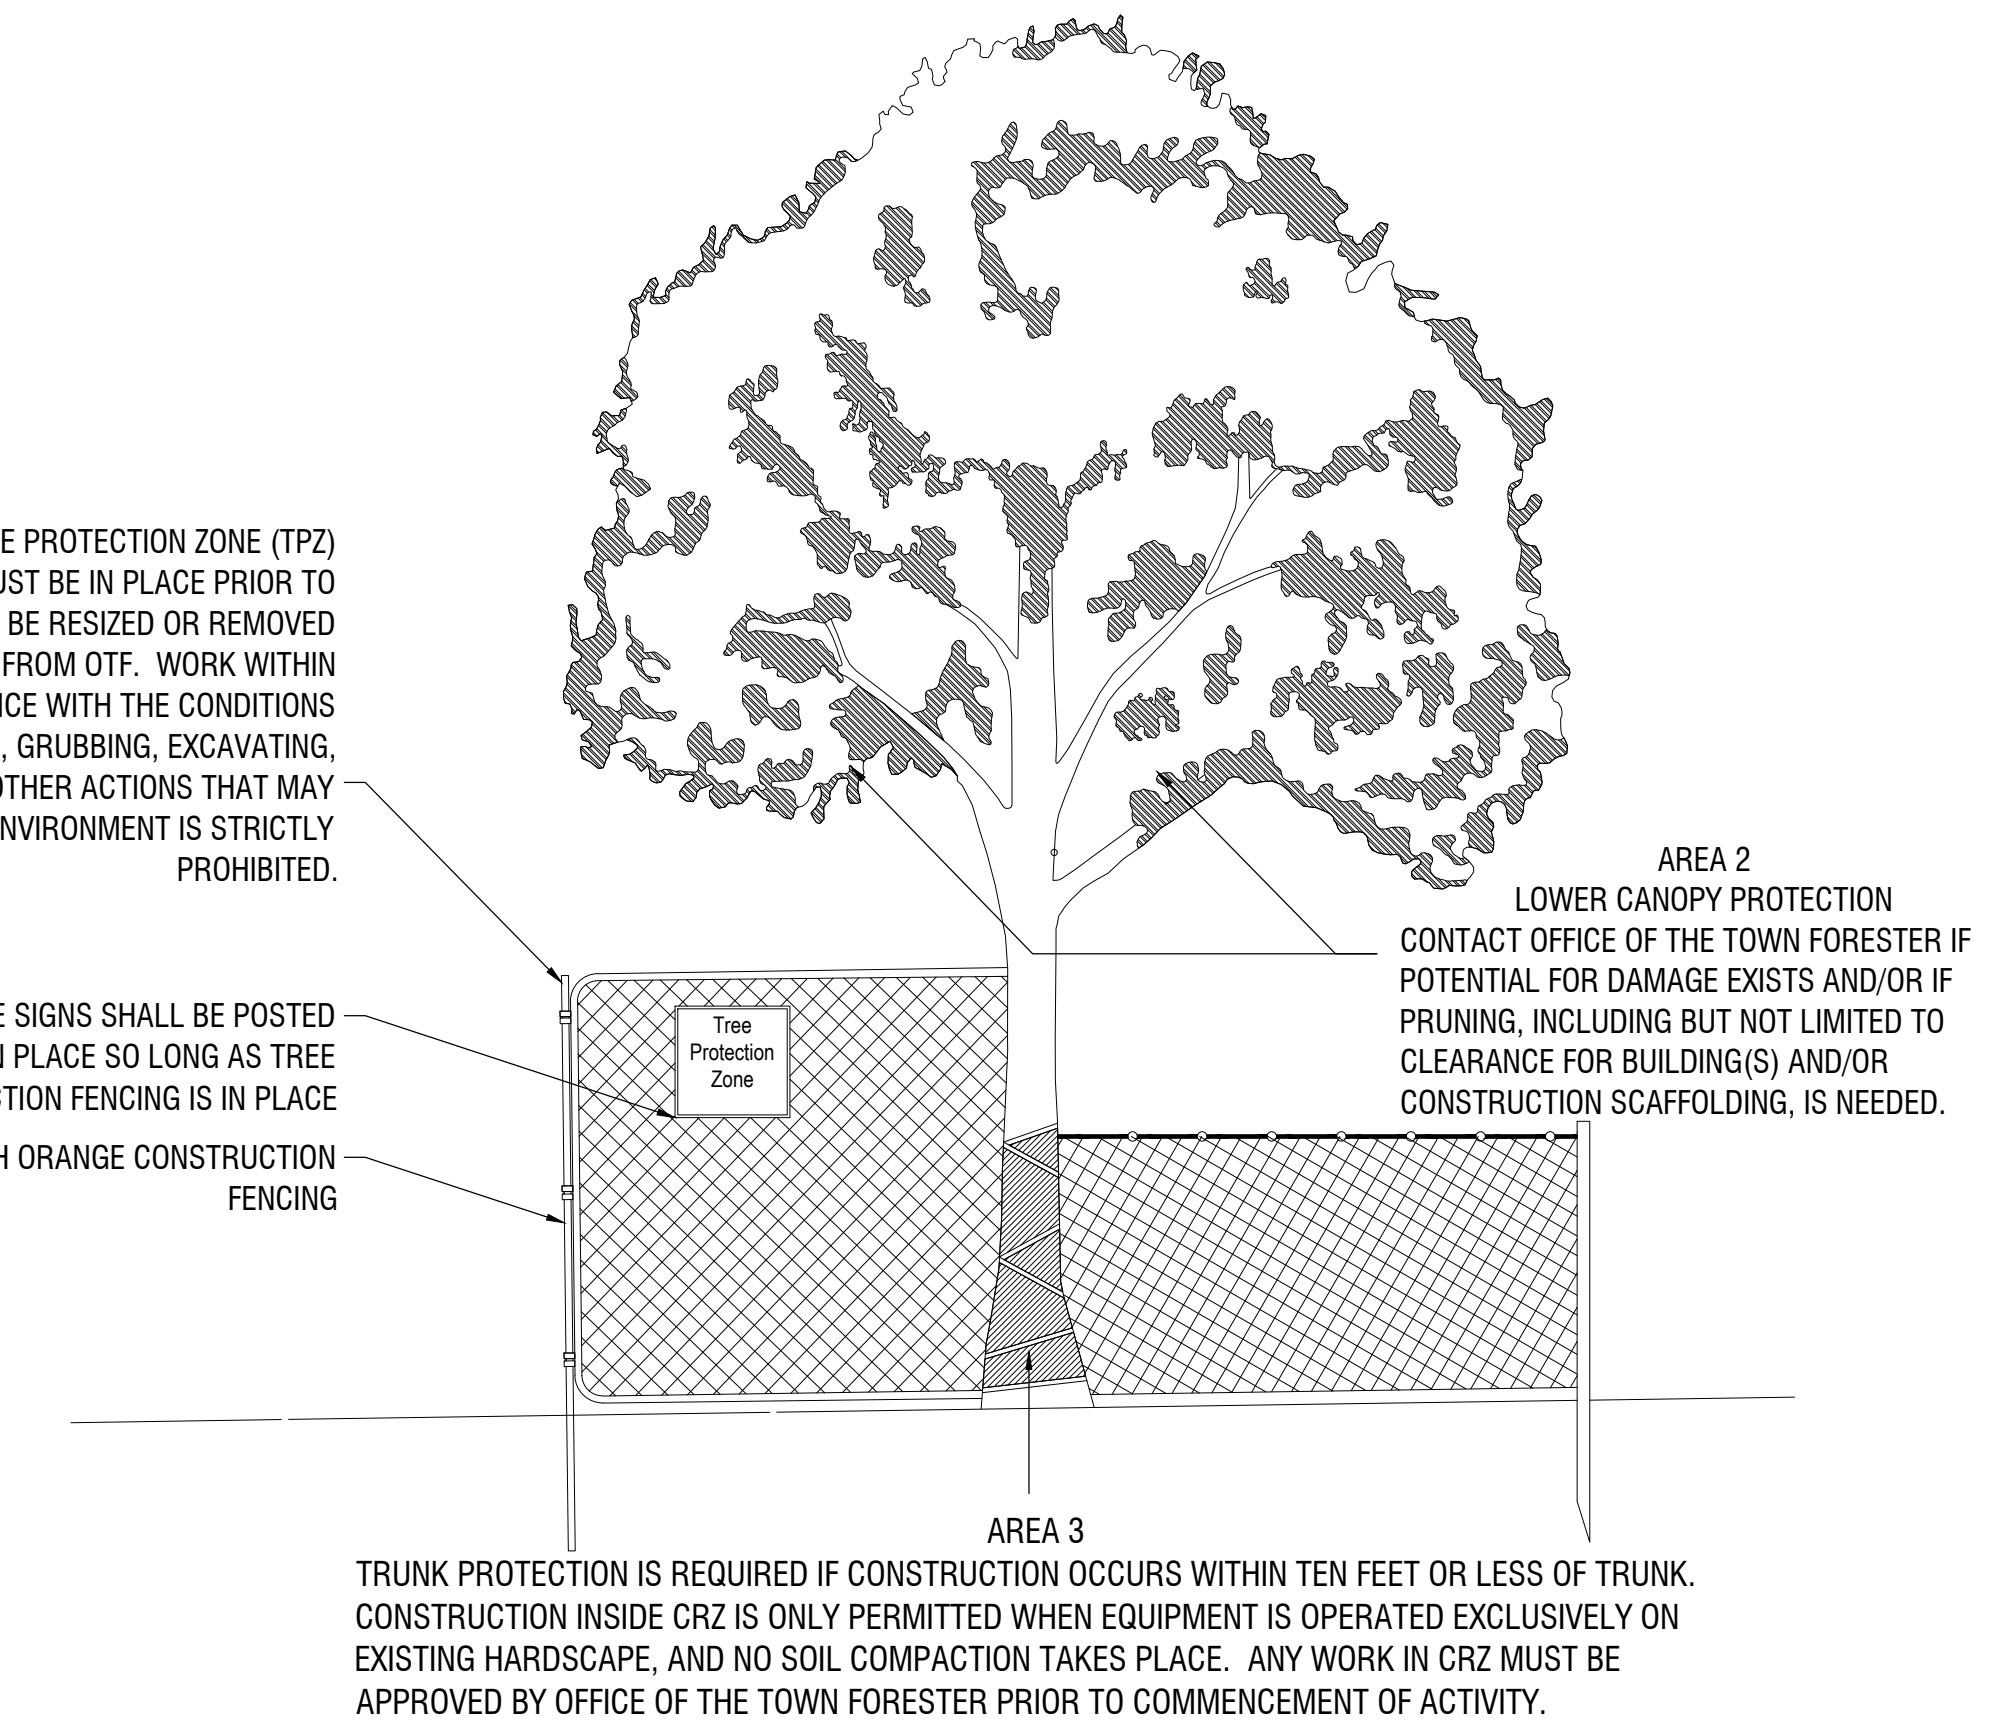 PROTECTION ZONE (TPZ)
BE IN PLACE PRIOR TO
BE RESIZED OR REMOVED
FROM OTF. WORK WITHIN
WITH THE CONDITIONS
, GRUBBING, EXCAVATING,
OTHER ACTIONS THAT MAY
IS STRICTLY
PROHIBITED.
SIGNS SHALL BE POSTED
PLACE SO LONG AS TREE
FENCING IS IN PLACE
ORANGE CONSTRUCTION
FENCING
Tree
Protection
Zone
AREA 2
LOWER CANOPY PROTECTION
CONTACT OFFICE OF THE TOWN FORESTER IF
POTENTIAL FOR DAMAGE EXISTS AND/OR IF
PRUNING, INCLUDING BUT NOT LIMITED TO
CLEARANCE FOR BUILDING(S) AND/OR
CONSTRUCTION SCAFFOLDING, IS NEEDED.
AREA 3
TRUNK PROTECTION IS REQUIRED IF CONSTRUCTION OCCURS WITHIN TEN FEET OR LESS OF TRUNK.
CONSTRUCTION INSIDE CRZ IS ONLY PERMITTED WHEN EQUIPMENT IS OPERATED EXCLUSIVELY ON
EXISTING HARDSCAPE, AND NO SOIL COMPACTION TAKES PLACE. ANY WORK IN CRZ MUST BE
APPROVED BY OFFICE OF THE TOWN FORESTER PRIOR TO COMMENCEMENT OF ACTIVITY.